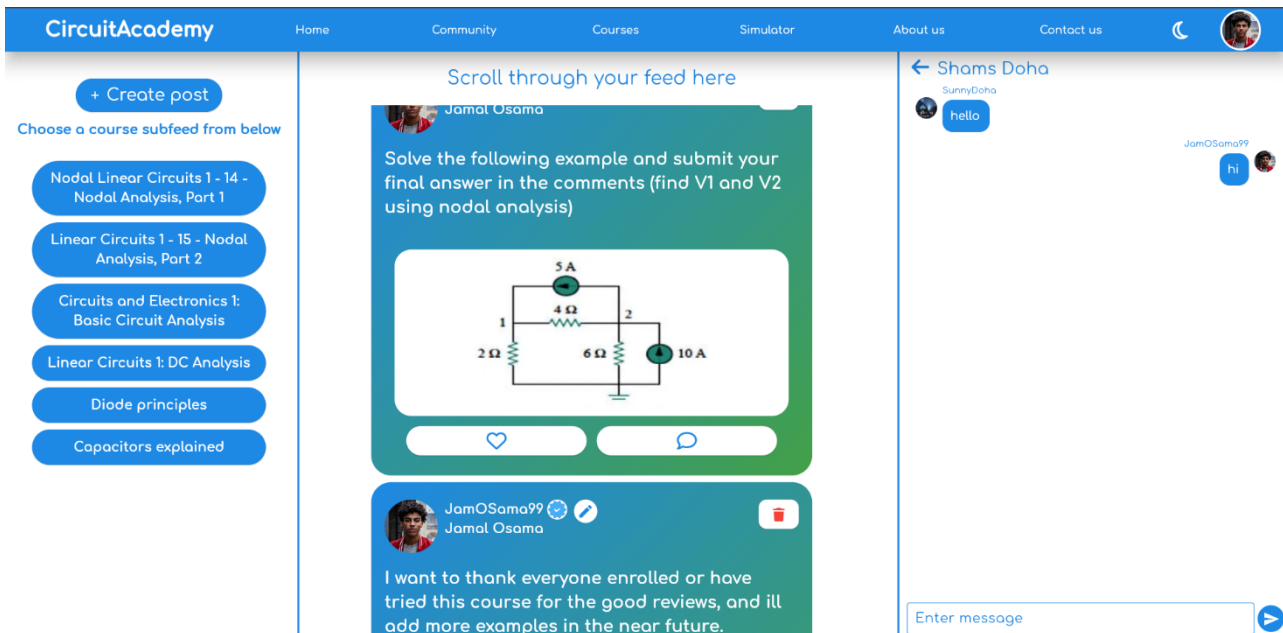 CircuitAcademy
Home
Community
Courses
Simulator
About us
Contact us
+ Create post
Choose a course subfeed from below
Nodal Linear Circuits 1 - 14 -
Nodal Analysis, Part 1
Linear Circuits 1 - 15 - Nodal
Analysis, Part 2
Circuits and Electronics 1:
Basic Circuit Analysis
Linear Circuits 1: DC Analysis
Diode principles
Capacitors explained
Scroll through your feed here
Jamal Osama
Solve the following example and submit your
final answer in the comments (find V1 and V2
using nodal analysis)
5 A
4 Ω
1
2
2 Ω
6 Ω
10 A
JamOSama99
Jamal Osama
I want to thank everyone enrolled or have
tried this course for the good reviews, and ill
add more examples in the near future.
Shams Doha
SunnyDoha
hello
JamOSama99
hi
Enter message